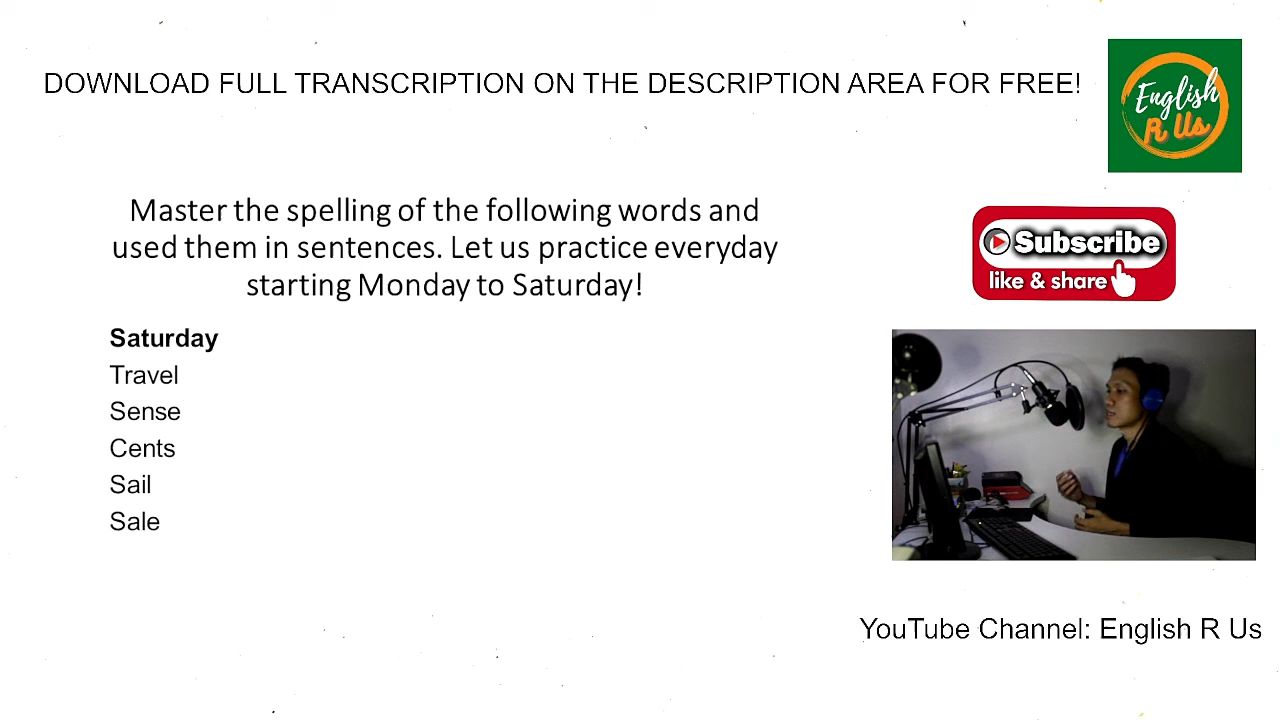 DOWNLOAD FULL TRANSCRIPTION ON THE DESCRIPTION AREA FOR FREE!
English
R Us
Master the spelling of the following words and
used them in sentences. Let us practice everyday
starting Monday to Saturday!
Subscribe
like & share
Saturday
Travel
Sense
Cents
Sail
Sale
YouTube Channel: English R Us